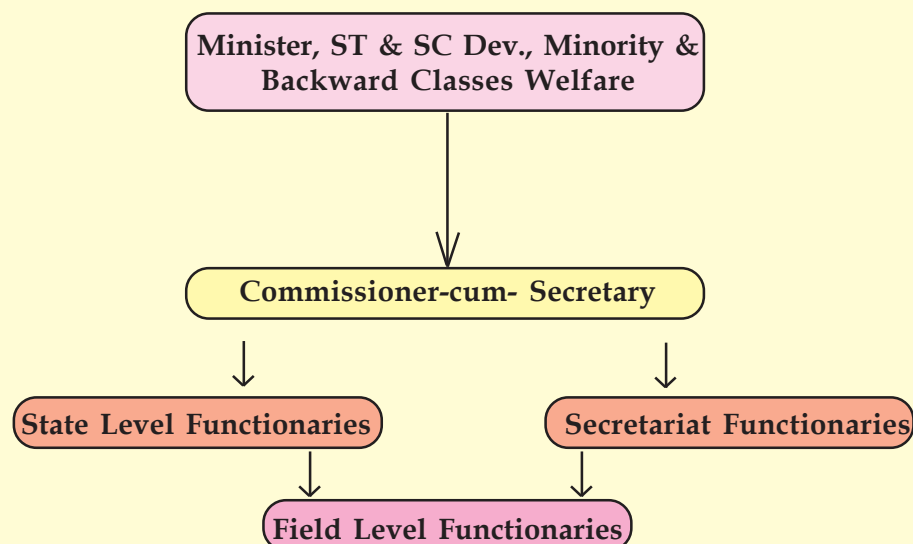 Minister, ST & SC Dev., Minority &
Backward Classes Welfare
Commissioner-cum- Secretary
State Level Functionaries
Secretariat Functionaries
Field Level Functionaries